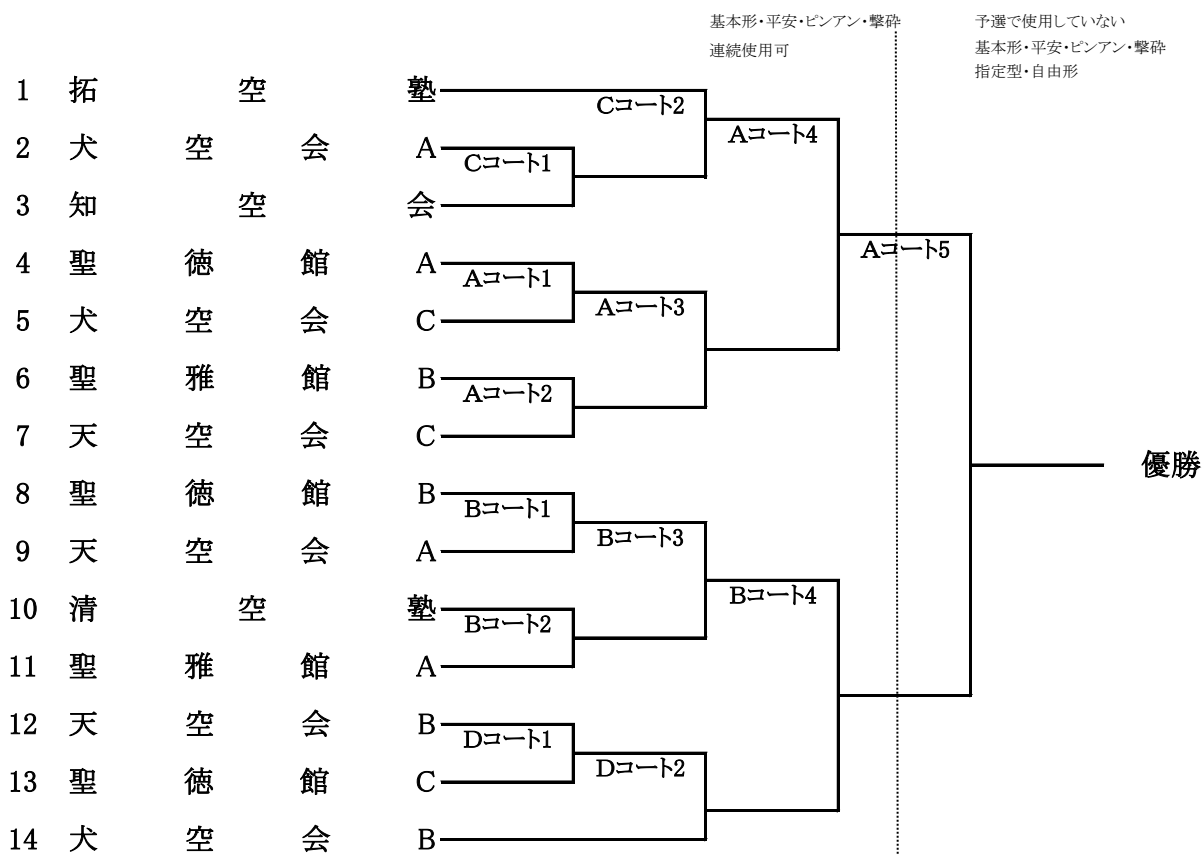 基本形・平安・ピンアン・撃砕
連続使用可
予選で使用していない
基本形・平安・ピンアン・撃砕
指定型・自由形
1 拓空塾
2 犬空会 A
3 知空会
4 聖徳館 A
5 犬空会 C
6 聖雅館 B
7 天空会 C
8 聖徳館 B
9 天空会 A
10 清空塾
11 聖雅館 A
12 天空会 B
13 聖徳館 C
14 犬空会 B
Cコート2
Cコート1
Aコート4
Aコート1
Aコート3
Aコート2
Aコート5
Bコート1
Bコート3
Bコート2
Bコート4
Dコート1
Dコート2
優勝